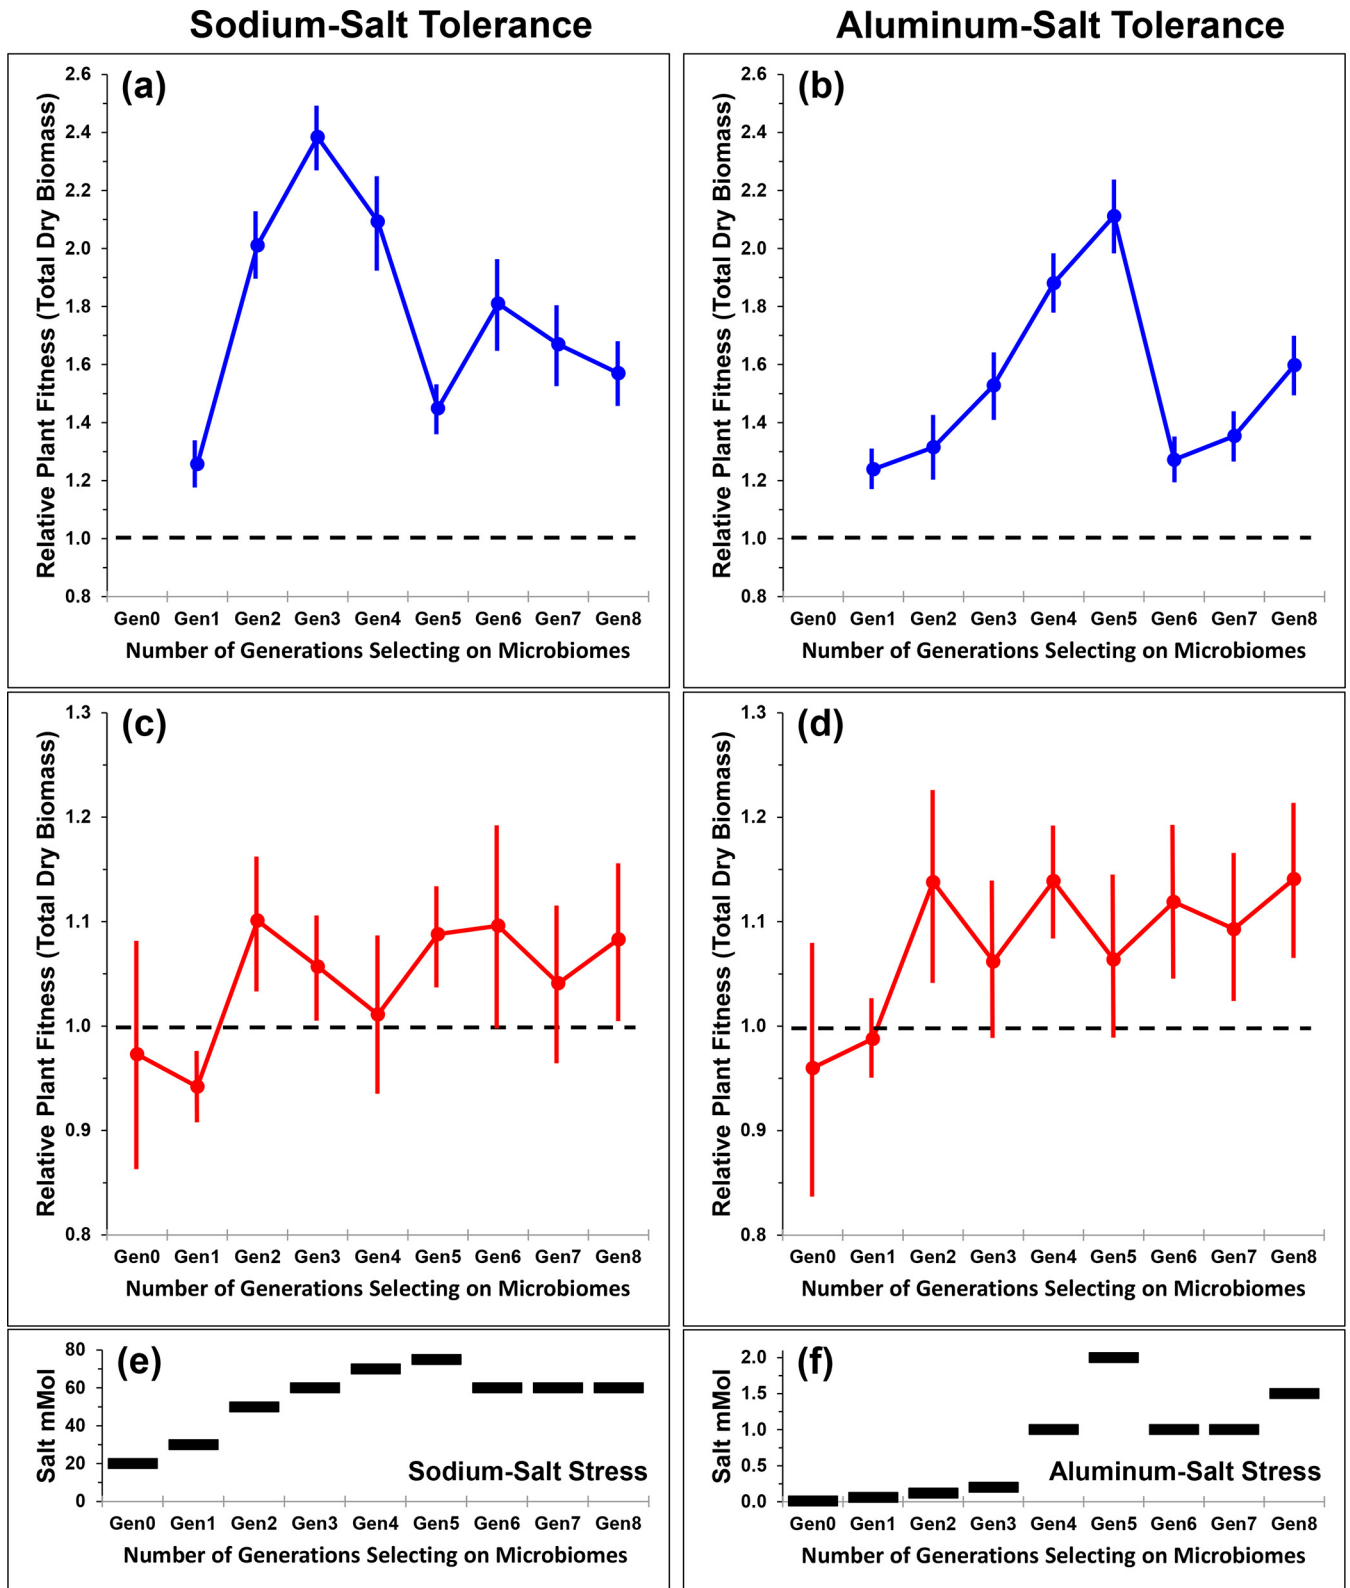 Sodium-Salt Tolerance
Aluminum-Salt Tolerance
(a)
Relative Plant Fitness (Total Dry Biomass)
2.6
2.4
2.2
2.0
1.8
1.6
1.4
1.2
1.0
0.8
Gen0 Gen1 Gen2 Gen3 Gen4 Gen5 Gen6 Gen7 Gen8
Number of Generations Selecting on Microbiomes
(b)
Relative Plant Fitness (Total Dry Biomass)
2.6
2.4
2.2
2.0
1.8
1.6
1.4
1.2
1.0
0.8
Gen0 Gen1 Gen2 Gen3 Gen4 Gen5 Gen6 Gen7 Gen8
Number of Generations Selecting on Microbiomes
(c)
Relative Plant Fitness (Total Dry Biomass)
1.3
1.2
1.1
1.0
0.9
0.8
Gen0 Gen1 Gen2 Gen3 Gen4 Gen5 Gen6 Gen7 Gen8
Number of Generations Selecting on Microbiomes
(d)
Relative Plant Fitness (Total Dry Biomass)
1.3
1.2
1.1
1.0
0.9
0.8
Gen0 Gen1 Gen2 Gen3 Gen4 Gen5 Gen6 Gen7 Gen8
Number of Generations Selecting on Microbiomes
(e)
Salt mMol
80
60
40
20
0
Sodium-Salt Stress
Gen0 Gen1 Gen2 Gen3 Gen4 Gen5 Gen6 Gen7 Gen8
Number of Generations Selecting on Microbiomes
(f)
Salt mMol
2.0
1.5
1.0
0.5
0.0
Aluminum-Salt Stress
Gen0 Gen1 Gen2 Gen3 Gen4 Gen5 Gen6 Gen7 Gen8
Number of Generations Selecting on Microbiomes